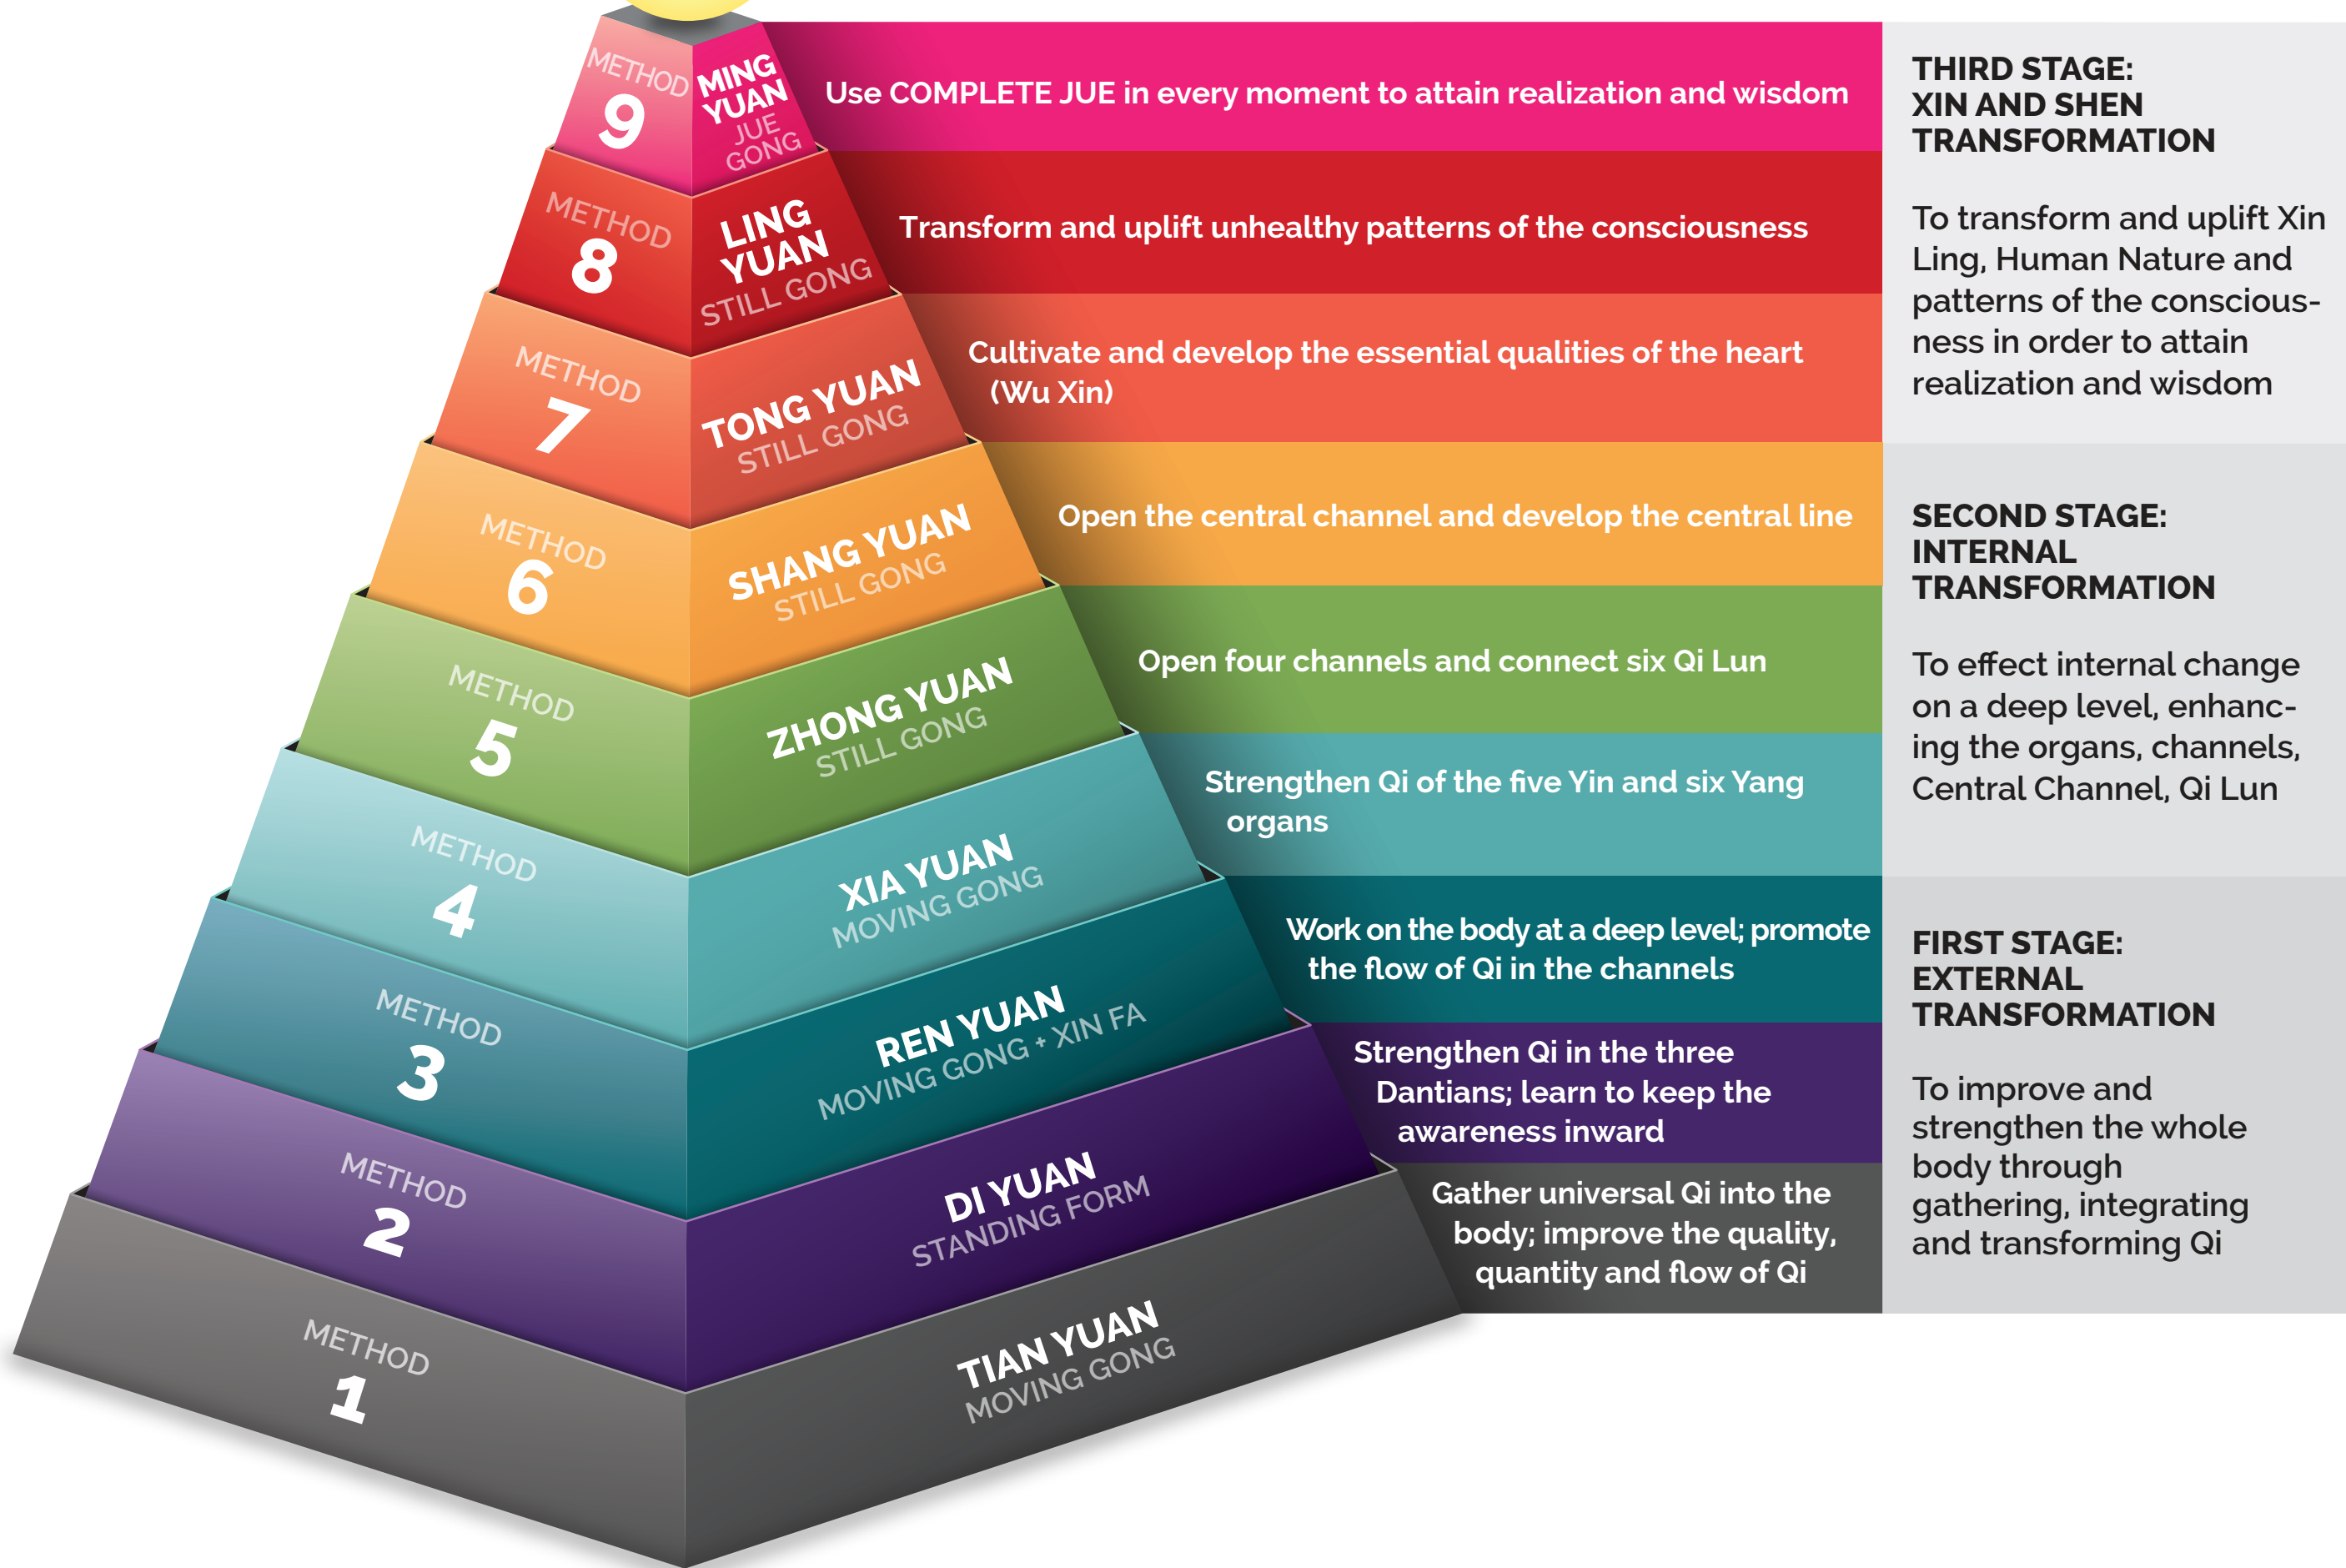 METHOD
9
MING
YUAN
JUE
GONG
Use COMPLETE JUE in every moment to attain realization and wisdom
METHOD
8
LING
YUAN
STILL GONG
Transform and uplift unhealthy patterns of the consciousness
METHOD
7
TONG YUAN
STILL GONG
Cultivate and develop the essential qualities of the heart
(Wu Xin)
THIRD STAGE:
XIN AND SHEN
TRANSFORMATION
To transform and uplift Xin
Ling, Human Nature and
patterns of the conscious-
ness in order to attain
realization and wisdom
METHOD
6
SHANG YUAN
STILL GONG
Open the central channel and develop the central line
METHOD
5
ZHONG YUAN
STILL GONG
Open four channels and connect six Qi Lun
METHOD
4
XIA YUAN
MOVING GONG
Strengthen Qi of the five Yin and six Yang
organs
SECOND STAGE:
INTERNAL
TRANSFORMATION
To effect internal change
on a deep level, enhanc-
ing the organs, channels,
Central Channel, Qi Lun
METHOD
3
REN YUAN
MOVING GONG + XIN FA
Work on the body at a deep level; promote
the flow of Qi in the channels
METHOD
2
DI YUAN
STANDING FORM
Strengthen Qi in the three
Dantians; learn to keep the
awareness inward
METHOD
1
TIAN YUAN
MOVING GONG
Gather universal Qi into the
body; improve the quality,
quantity and flow of Qi
FIRST STAGE:
EXTERNAL
TRANSFORMATION
To improve and
strengthen the whole
body through
gathering, integrating
and transforming Qi